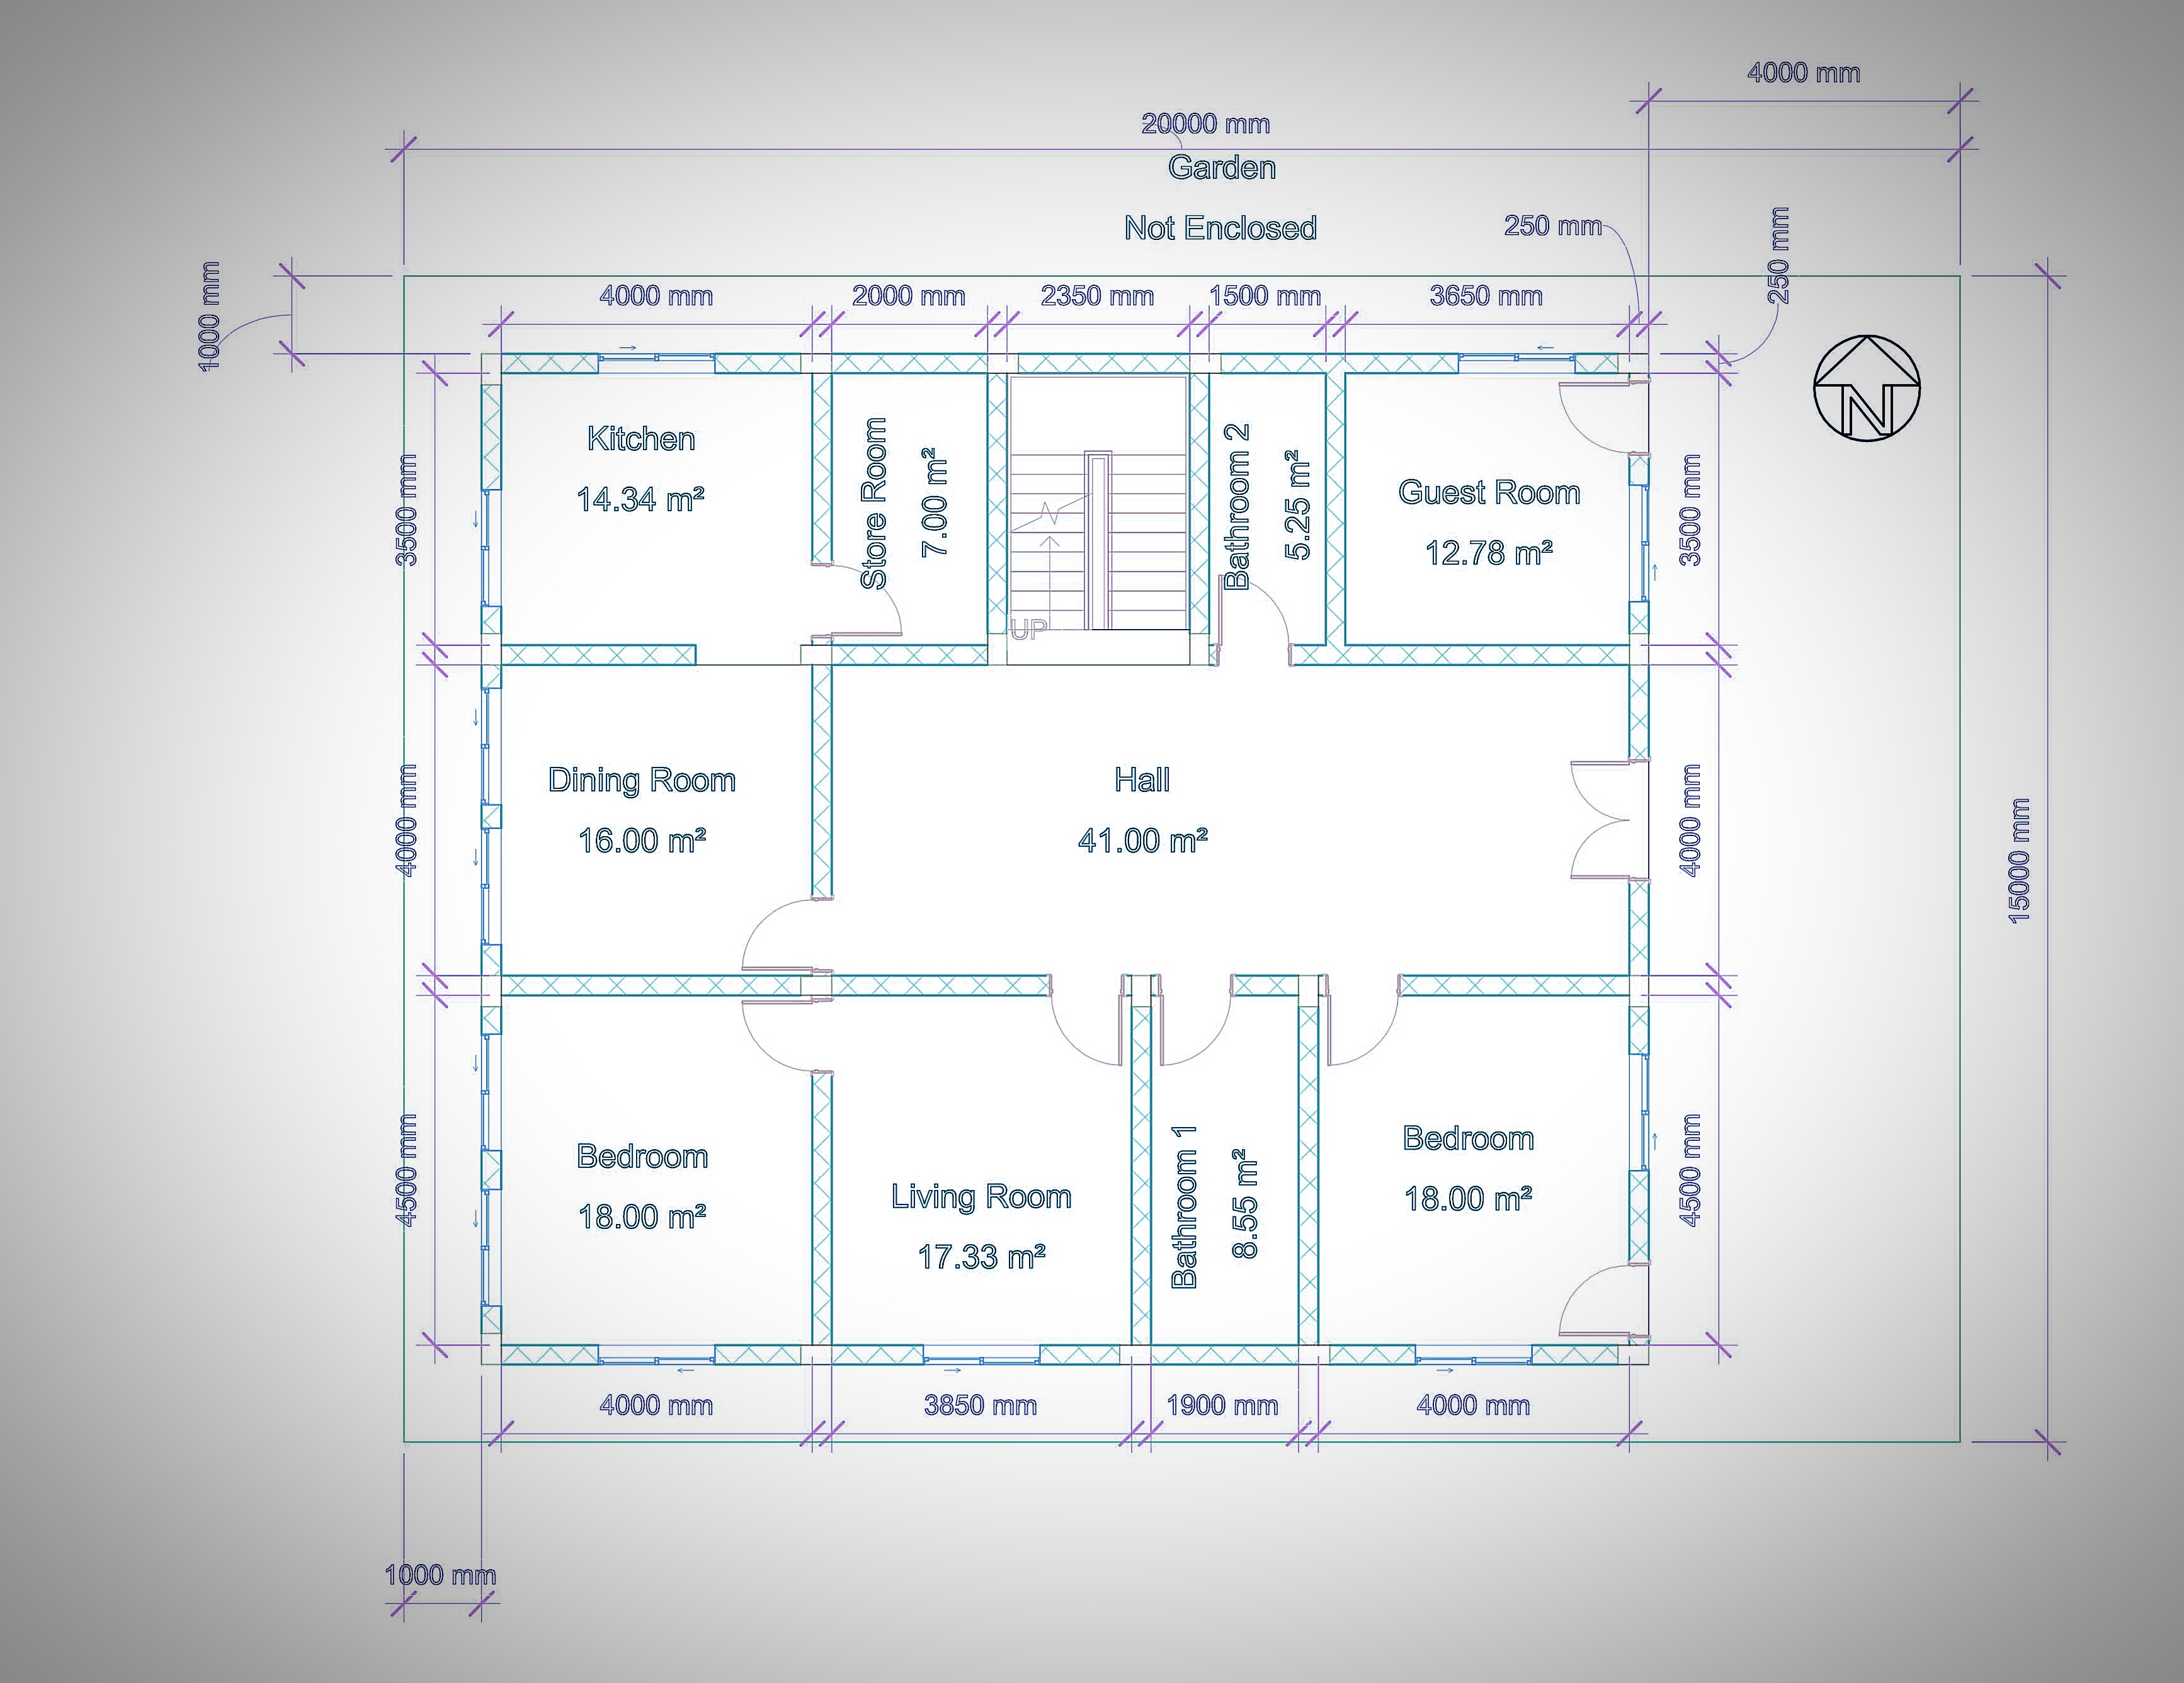 4000 mm
20000 mm
Garden
Not Enclosed
250 mm
250 mm
1000 mm
4000 mm
2000 mm
2350 mm
1500 mm
3650 mm
N
Kitchen
14.34 m²
Store Room
7.00 m²
UP
Bathroom 2
5.25 m²
Guest Room
12.78 m²
3500 mm
3500 mm
Dining Room
16.00 m²
Hall
41.00 m²
4000 mm
4000 mm
15000 mm
Bedroom
18.00 m²
Living Room
17.33 m²
Bathroom 1
8.55 m²
Bedroom
18.00 m²
4500 mm
4500 mm
4000 mm
3850 mm
1900 mm
4000 mm
1000 mm